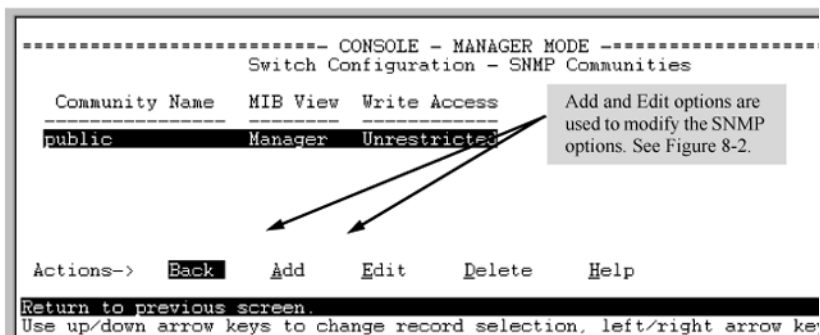 ==========================- CONSOLE - MANAGER MODE -====================
Switch Configuration - SNMP Communities
Community Name MIB View Write Access
---------------- -------- ------------
public Manager Unrestricted
Add and Edit options are
used to modify the SNMP
options. See Figure 8-2.
Actions-> Back Add Edit Delete Help
Return to previous screen.
Use up/down arrow keys to change record selection, left/right arrow